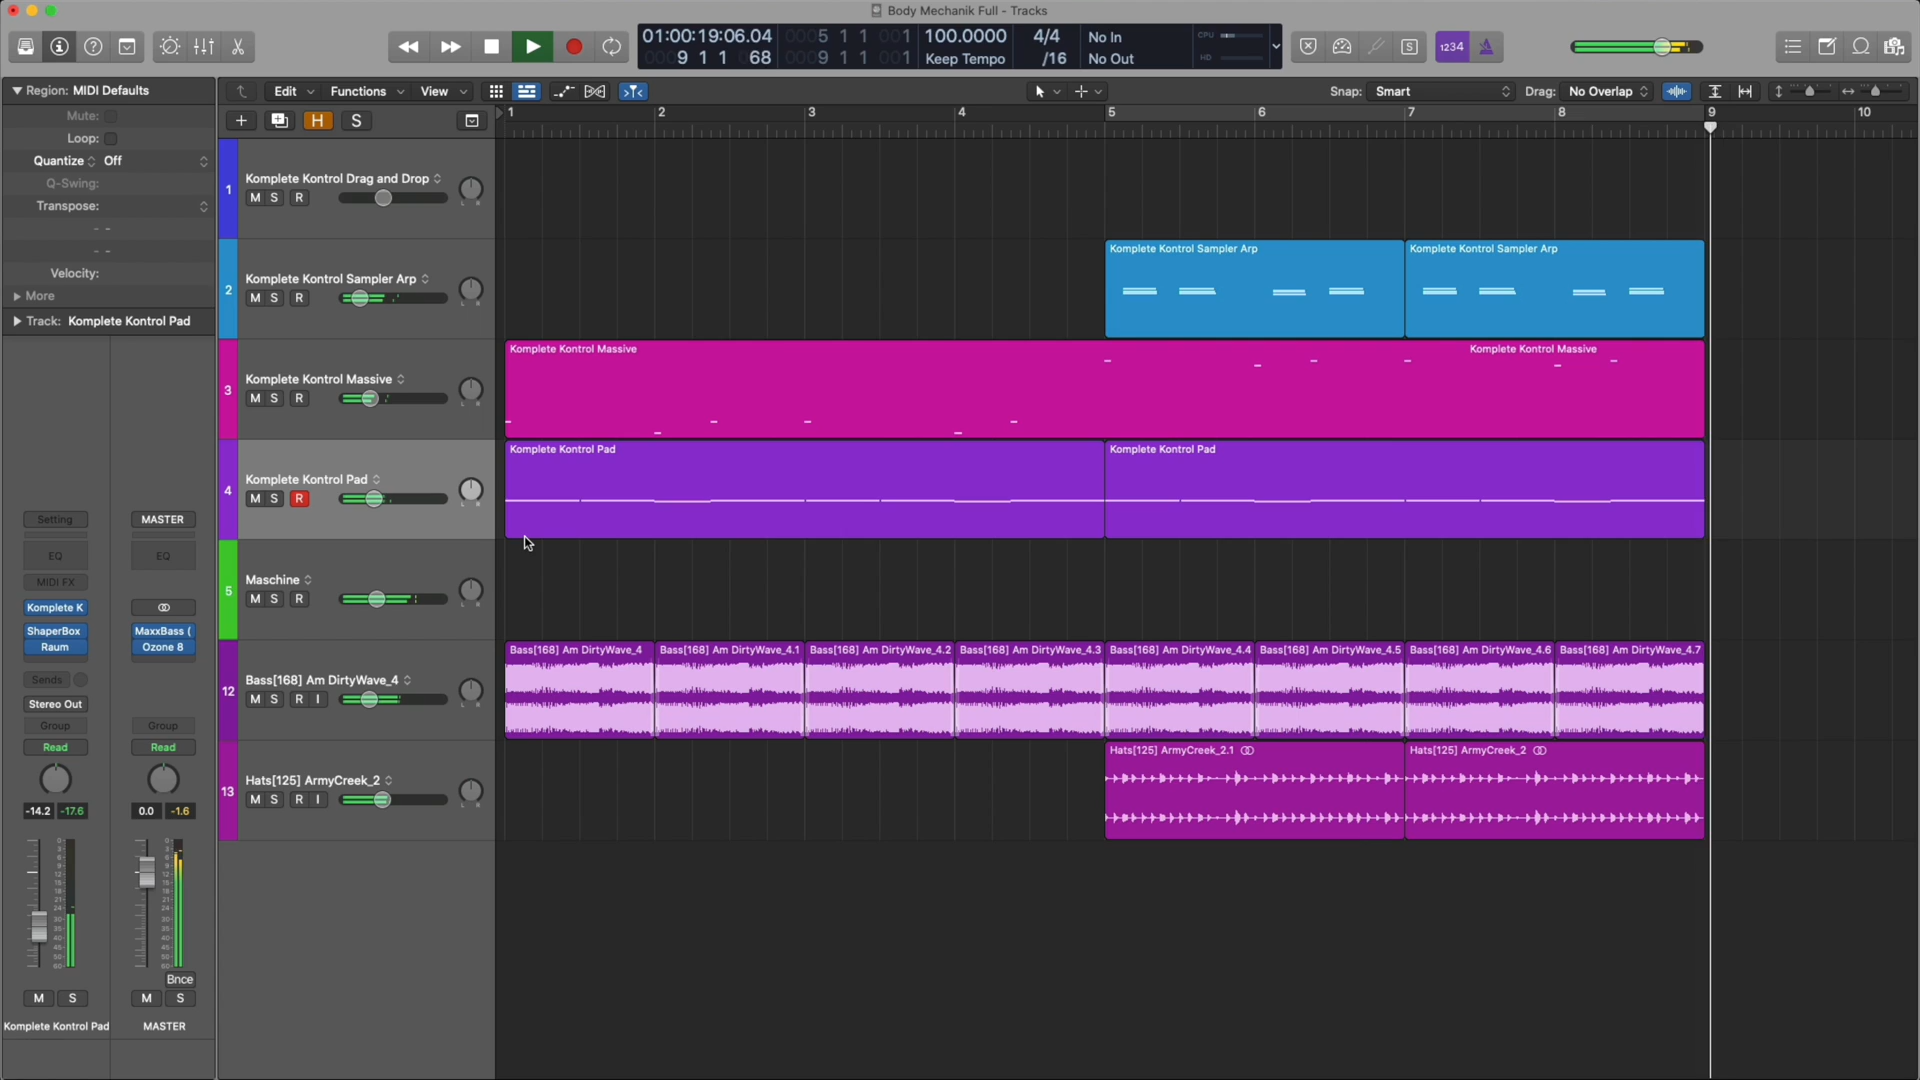 Body Mechanik Full - Tracks
01:00:19:06.04
9 1 1 68
0005 1 1 001
0009 1 1 001
100.0000
Keep Tempo
4/4
/16
No In
No Out
CPU
HD
1234
Region: MIDI Defaults
Mute:
Loop:
Quantize Off
Q-Swing:
Transpose:
- -
- -
Velocity:
More
Track: Komplete Kontrol Pad
Edit Functions View
Snap: Smart
Drag: No Overlap
H S
1 2 3 4 5 6 7 8 9 10
1
Komplete Kontrol Drag and Drop
M S R
2
Komplete Kontrol Sampler Arp
M S R
Komplete Kontrol Sampler Arp
Komplete Kontrol Sampler Arp
3
Komplete Kontrol Massive
M S R
Komplete Kontrol Massive
Komplete Kontrol Massive
4
Komplete Kontrol Pad
M S R
Komplete Kontrol Pad
Komplete Kontrol Pad
5
Maschine
M S R
12
Bass[168] Am DirtyWave_4
M S R I
Bass[168] Am DirtyWave_4
Bass[168] Am DirtyWave_4.1
Bass[168] Am DirtyWave_4.2
Bass[168] Am DirtyWave_4.3
Bass[168] Am DirtyWave_4.4
Bass[168] Am DirtyWave_4.5
Bass[168] Am DirtyWave_4.6
Bass[168] Am DirtyWave_4.7
13
Hats[125] ArmyCreek_2
M S R I
Hats[125] ArmyCreek_2.1
Hats[125] ArmyCreek_2
Setting
MASTER
EQ
EQ
MIDI FX
Komplete K
ShaperBox
MaxxBass (
Raum
Ozone 8
Sends
Stereo Out
Group
Group
Read
Read
-14.2 -17.6
0.0 -1.6
Bnce
M S
M S
Komplete Kontrol Pad
MASTER